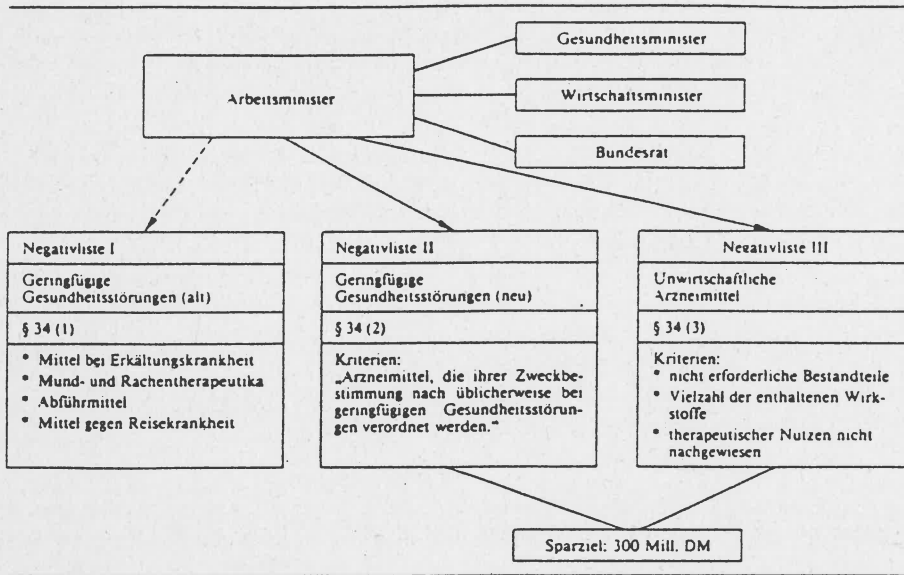 Gesundheitsminister
Arbeitsminister
Wirtschaftsminister
Bundesrat
Negativliste I
Geringfügige
Gesundheitsstörungen (alt)
§ 34 (1)
* Mittel bei Erkältungskrankheit
* Mund- und Rachentherapeutika
* Abführmittel
* Mittel gegen Reisekrankheit
Negativliste II
Geringfügige
Gesundheitsstörungen (neu)
§ 34 (2)
Kriterien:
„Arzneimittel, die ihrer Zweckbe-
stimmung nach üblicherweise bei
geringfügigen Gesundheitsstörun-
gen verordnet werden.“
Negativliste III
Unwirtschaftliche
Arzneimittel
§ 34 (3)
Kriterien:
* nicht erforderliche Bestandteile
* Vielzahl der enthaltenen Wirk-
stoffe
* therapeutischer Nutzen nicht
nachgewiesen
Sparziel: 300 Mill. DM